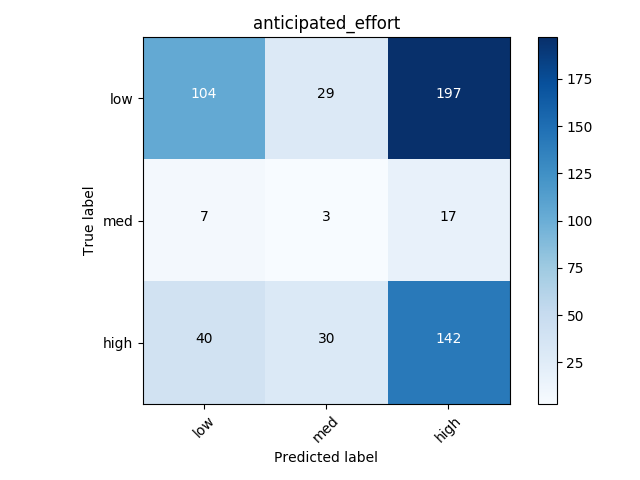 anticipated_effort
True label
low
104 29 197
med
7 3 17
high
40 30 142
low med high
Predicted label
175
150
125
100
75
50
25